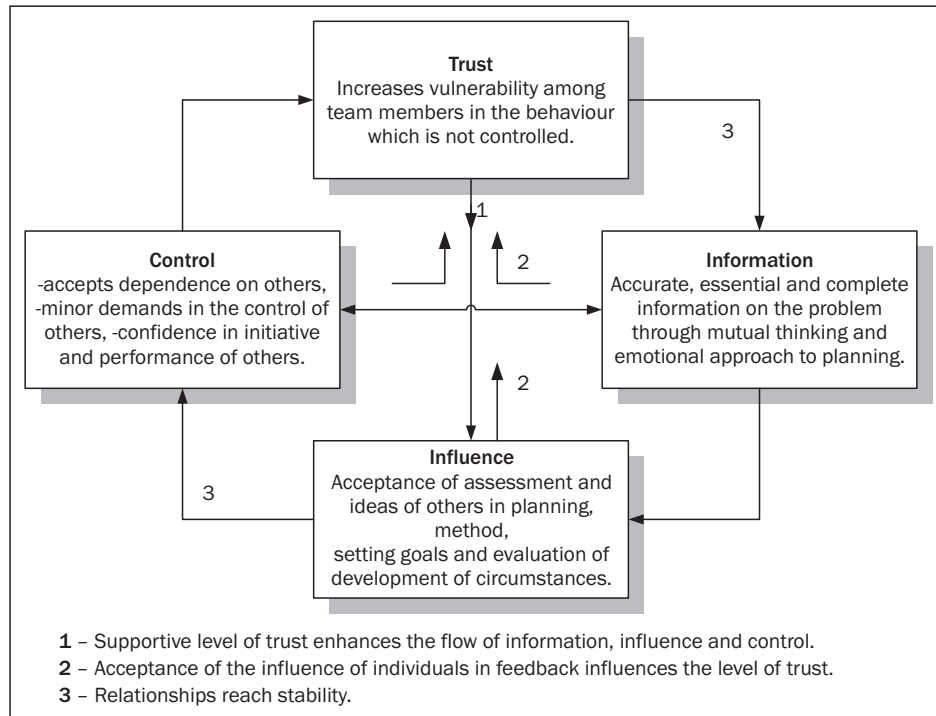 Trust
Increases vulnerability among
team members in the behaviour
which is not controlled.
3
1
2
Control
-accepts dependence on others,
-minor demands in the control of
others, -confidence in initiative
and performance of others.
Information
Accurate, essential and complete
information on the problem
through mutual thinking and
emotional approach to planning.
2
3
Influence
Acceptance of assessment and
ideas of others in planning,
method,
setting goals and evaluation of
development of circumstances.
1 – Supportive level of trust enhances the flow of information, influence and control.
2 – Acceptance of the influence of individuals in feedback influences the level of trust.
3 – Relationships reach stability.